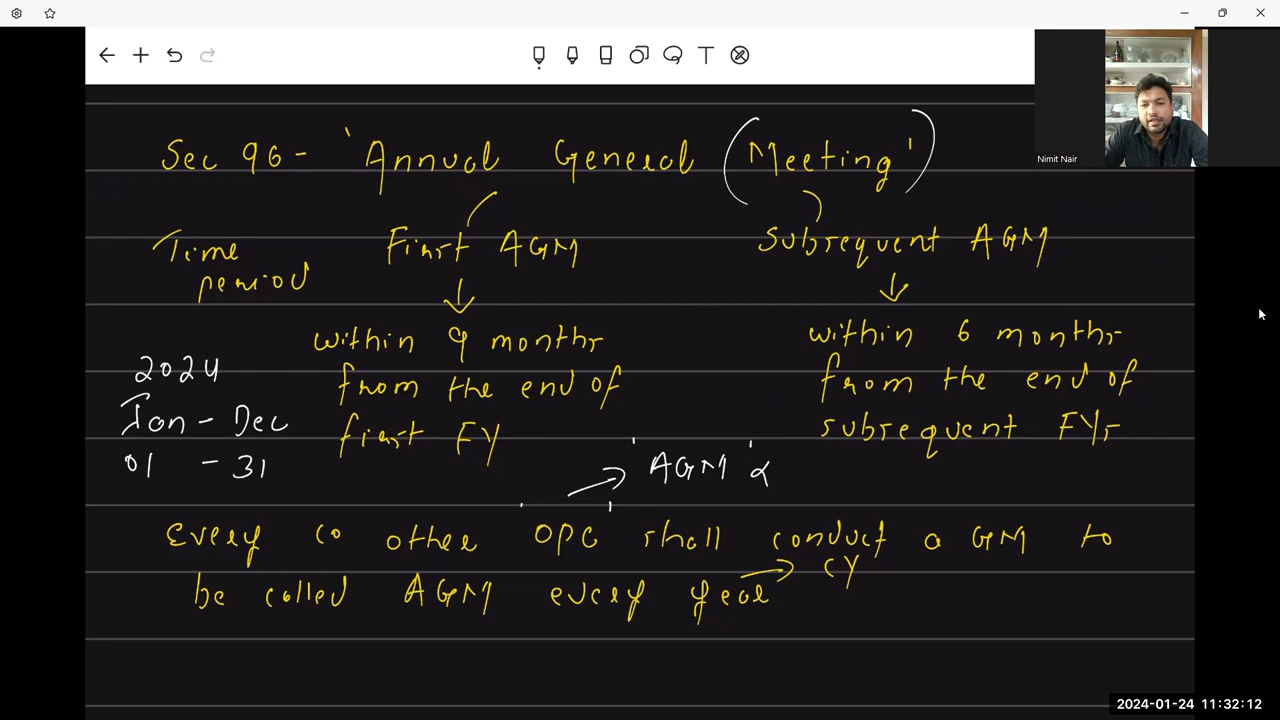 Nimit Nair
Sec 96 - 'Annual General (Meeting')
Time period
First AGM
Subsequent AGM
within 9 months
from the end of
first FY
within 6 months
from the end of
subsequent FYs
2024
Jan - Dec
01 - 31
'AGM'
Every co other 'OPC' shall conduct a GM to
be called AGM every year → CY
2024-01-24 11:32:12